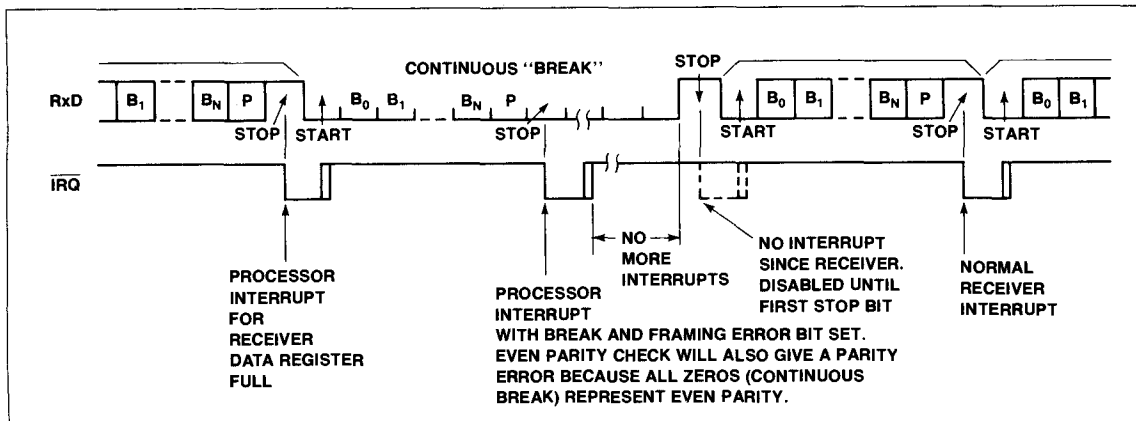 CONTINUOUS "BREAK"
STOP
RxD
B1
BN
P
B0
B1
BN
P
B0
B1
BN
P
B0
B1
STOP
START
STOP
START
STOP
START
IRQ
NO
MORE
INTERRUPTS
PROCESSOR
INTERRUPT
FOR
RECEIVER
DATA REGISTER
FULL
PROCESSOR
INTERRUPT
WITH BREAK AND FRAMING ERROR BIT SET.
EVEN PARITY CHECK WILL ALSO GIVE A PARITY
ERROR BECAUSE ALL ZEROS (CONTINUOUS
BREAK) REPRESENT EVEN PARITY.
NO INTERRUPT
SINCE RECEIVER.
DISABLED UNTIL
FIRST STOP BIT
NORMAL
RECEIVER
INTERRUPT